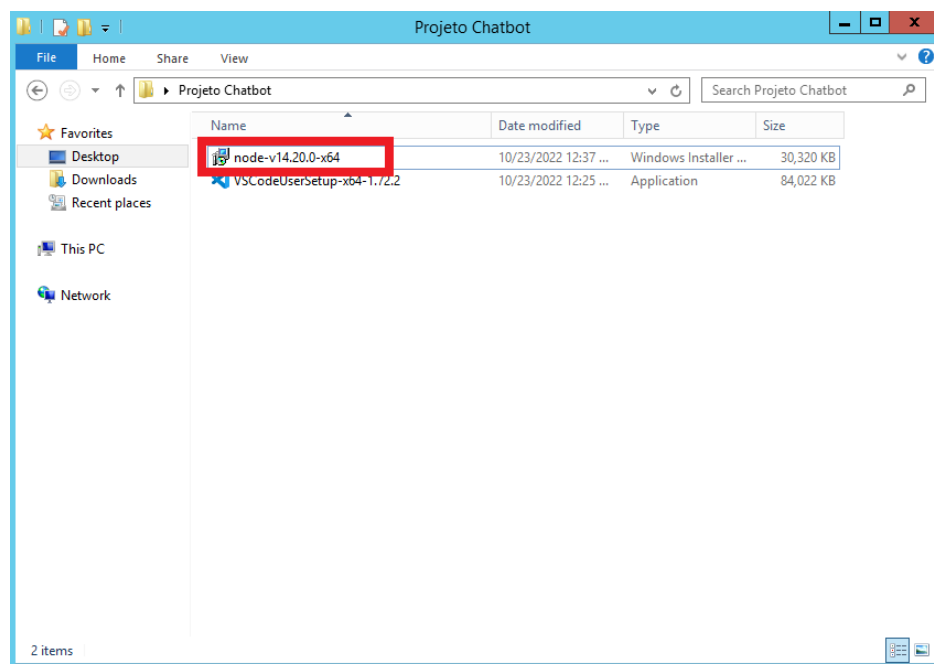 Projeto Chatbot
File Home Share View
Projeto Chatbot Search Projeto Chatbot
Favorites
Desktop
Downloads
Recent places
This PC
Network
Name Date modified Type Size
node-v14.20.0-x64 10/23/2022 12:37 ... Windows Installer ... 30,320 KB
VSCodeUserSetup-x64-1.72.2 10/23/2022 12:25 ... Application 84,022 KB
2 items